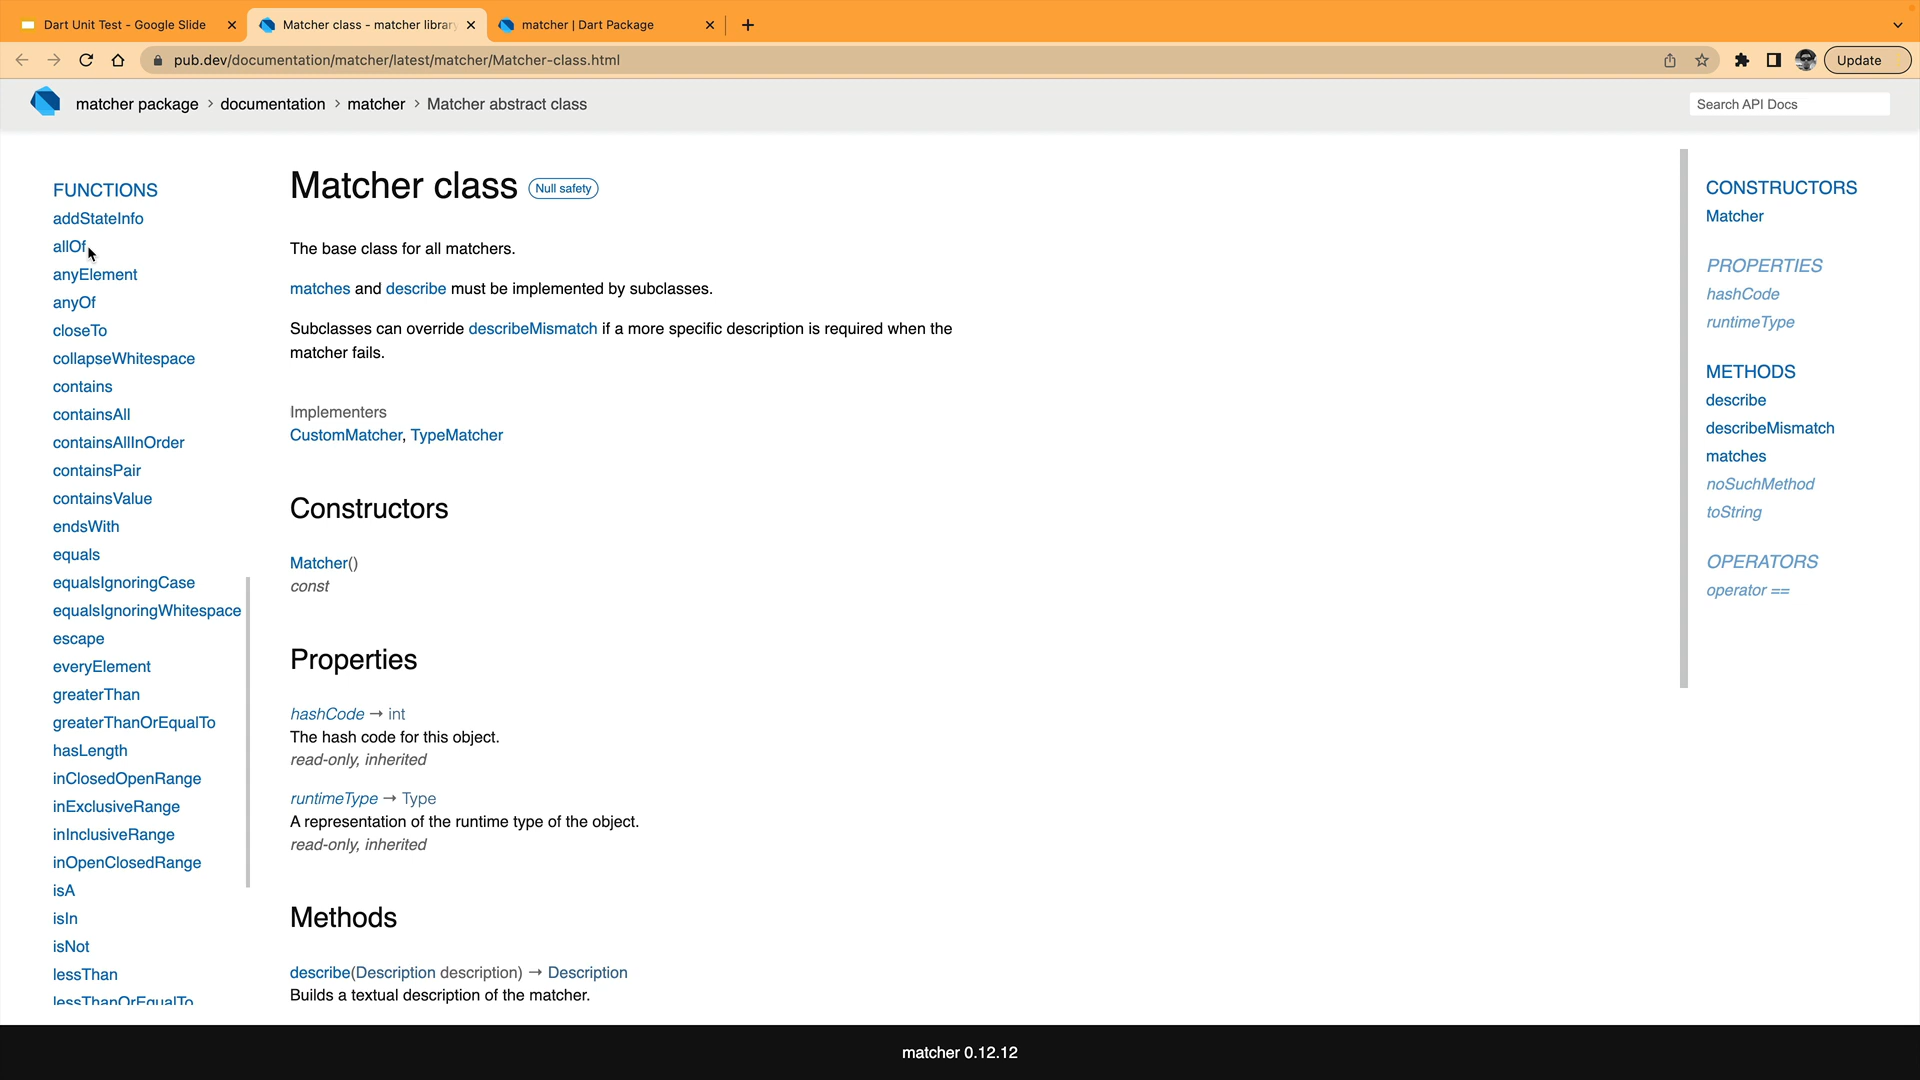 Dart Unit Test - Google Slide
Matcher class - matcher library
matcher | Dart Package
pub.dev/documentation/matcher/latest/matcher/Matcher-class.html
Update
matcher package › documentation › matcher › Matcher abstract class
Search API Docs
FUNCTIONS
addStateInfo
allOf
anyElement
anyOf
closeTo
collapseWhitespace
contains
containsAll
containsAllInOrder
containsPair
containsValue
endsWith
equals
equalsIgnoringCase
equalsIgnoringWhitespace
escape
everyElement
greaterThan
greaterThanOrEqualTo
hasLength
inClosedOpenRange
inExclusiveRange
inInclusiveRange
inOpenClosedRange
isA
isIn
isNot
lessThan
lessThanOrEqualTo
Matcher class Null safety
The base class for all matchers.
matches and describe must be implemented by subclasses.
Subclasses can override describeMismatch if a more specific description is required when the
matcher fails.
Implementers
CustomMatcher, TypeMatcher
Constructors
Matcher()
const
Properties
hashCode → int
The hash code for this object.
read-only, inherited
runtimeType → Type
A representation of the runtime type of the object.
read-only, inherited
Methods
describe(Description description) → Description
Builds a textual description of the matcher.
CONSTRUCTORS
Matcher
PROPERTIES
hashCode
runtimeType
METHODS
describe
describeMismatch
matches
noSuchMethod
toString
OPERATORS
operator ==
matcher 0.12.12